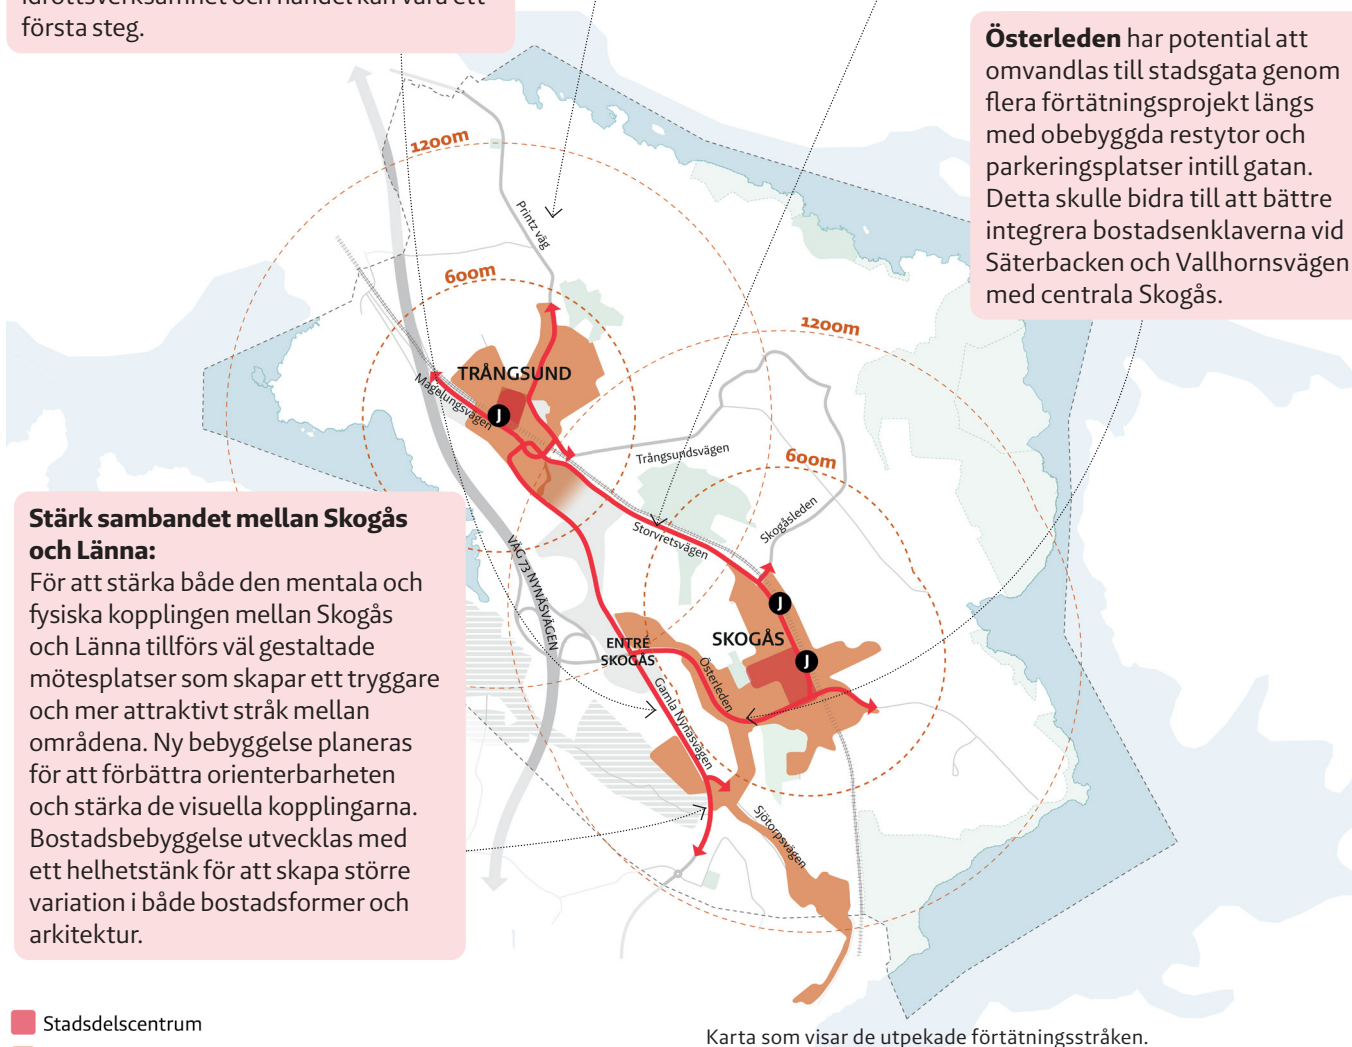 första steg.
Österleden har potential att
omvandlas till stadsgata genom
flera förtätningsprojekt längs
med obebyggda restytor och
parkeringsplatser intill gatan.
Detta skulle bidra till att bättre
integrera bostadsenklaverna vid
Säterbacken och Vallhornsvägen
med centrala Skogås.
1200m
Printz väg
600m
1200m
TRÅNGSUND
Magelungsvägen
J
Trångsundsvägen
600m
Skogåsleden
Storvretsvägen
VÄG 73 NYNÄSVÄGEN
J
ENTRÉ
SKOGÅS
SKOGÅS
J
Österleden
Gamla Nynäsvägen
Sjötorpsvägen
Stärk sambandet mellan Skogås
och Länna:
För att stärka både den mentala och
fysiska kopplingen mellan Skogås
och Länna tillförs väl gestaltade
mötesplatser som skapar ett tryggare
och mer attraktivt stråk mellan
områdena. Ny bebyggelse planeras
för att förbättra orienterbarheten
och stärka de visuella kopplingarna.
Bostadsbebyggelse utvecklas med
ett helhetstänk för att skapa större
variation i både bostadsformer och
arkitektur.
Stadsdelscentrum
Karta som visar de utpekade förtätningsstråken.